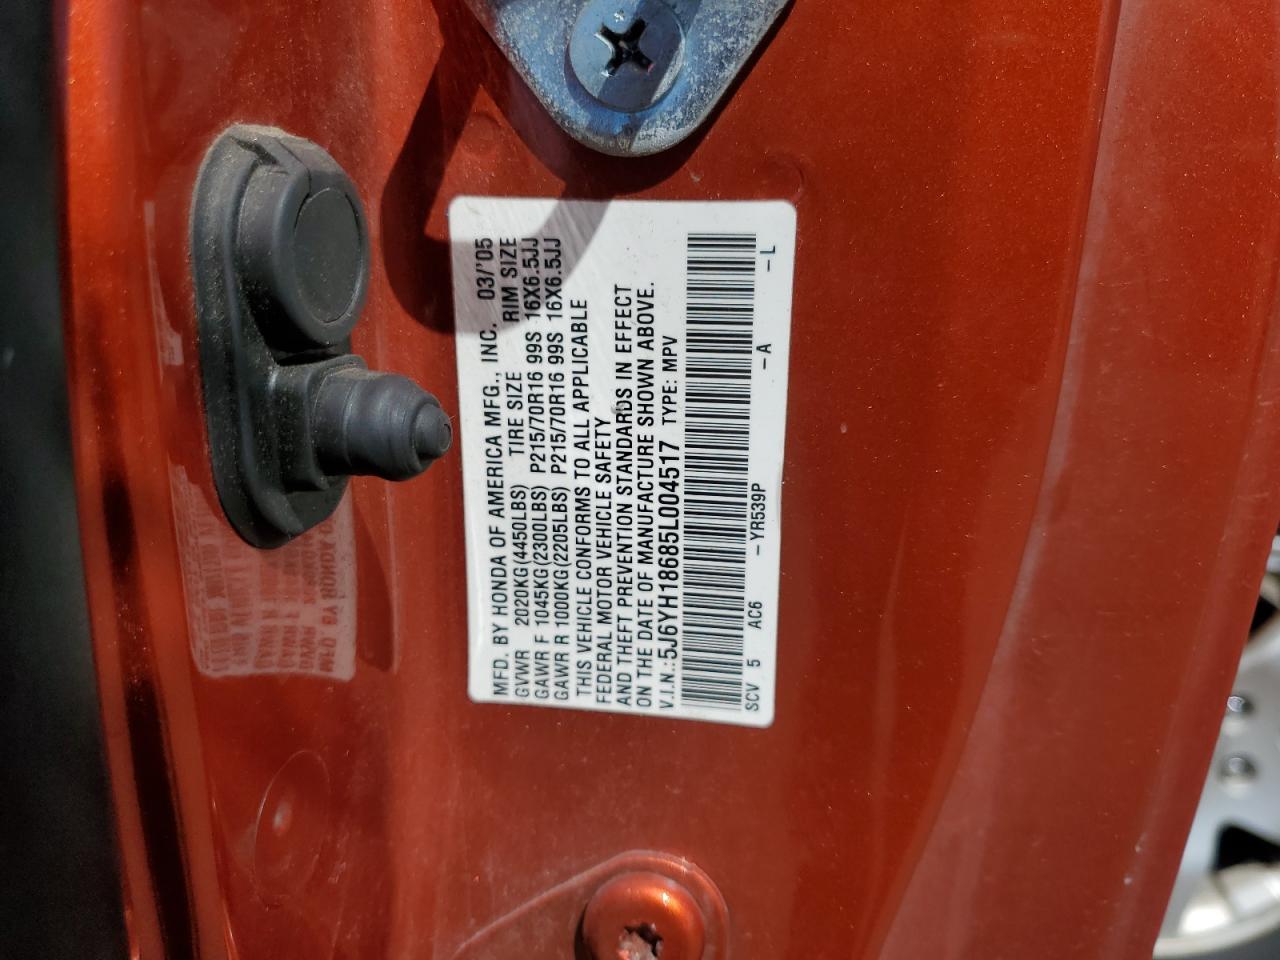 MFD. BY HONDA OF AMERICA MFG., INC. 03/'05
GVWR 2020KG(4450LBS) TIRE SIZE RIM SIZE
GAWR F 1045KG(2300LBS) P215/70R16 99S 16X6.5JJ
GAWR R 1000KG(2205LBS) P215/70R16 99S 16X6.5JJ
THIS VEHICLE CONFORMS TO ALL APPLICABLE
FEDERAL MOTOR VEHICLE SAFETY
AND THEFT PREVENTION STANDARDS IN EFFECT
ON THE DATE OF MANUFACTURE SHOWN ABOVE.
V.I.N.:5J6YH18685L004517 TYPE: MPV
SCV 5 AC6 - YR539P - A - L